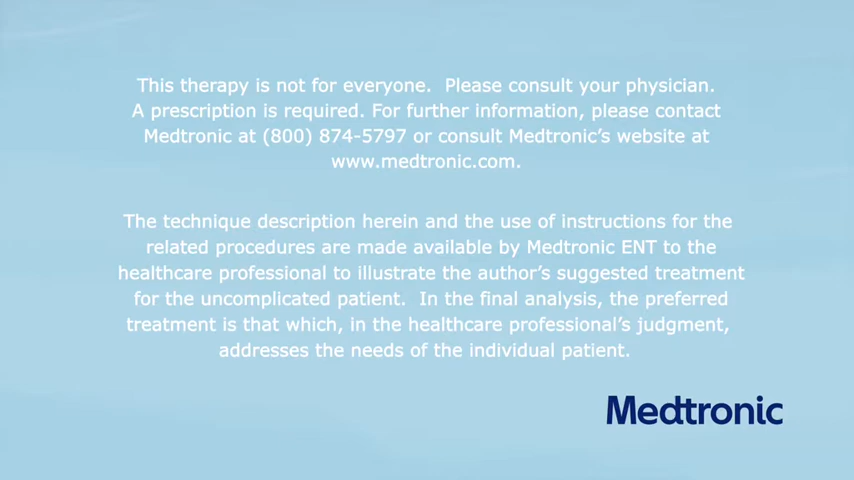 This therapy is not for everyone.  Please consult your physician.
A prescription is required. For further information, please contact
Medtronic at (800) 874-5797 or consult Medtronic’s website at
www.medtronic.com.
The technique description herein and the use of instructions for the
related procedures are made available by Medtronic ENT to the
healthcare professional to illustrate the author’s suggested treatment
for the uncomplicated patient.  In the final analysis, the preferred
treatment is that which, in the healthcare professional’s judgment,
addresses the needs of the individual patient.
Medtronic